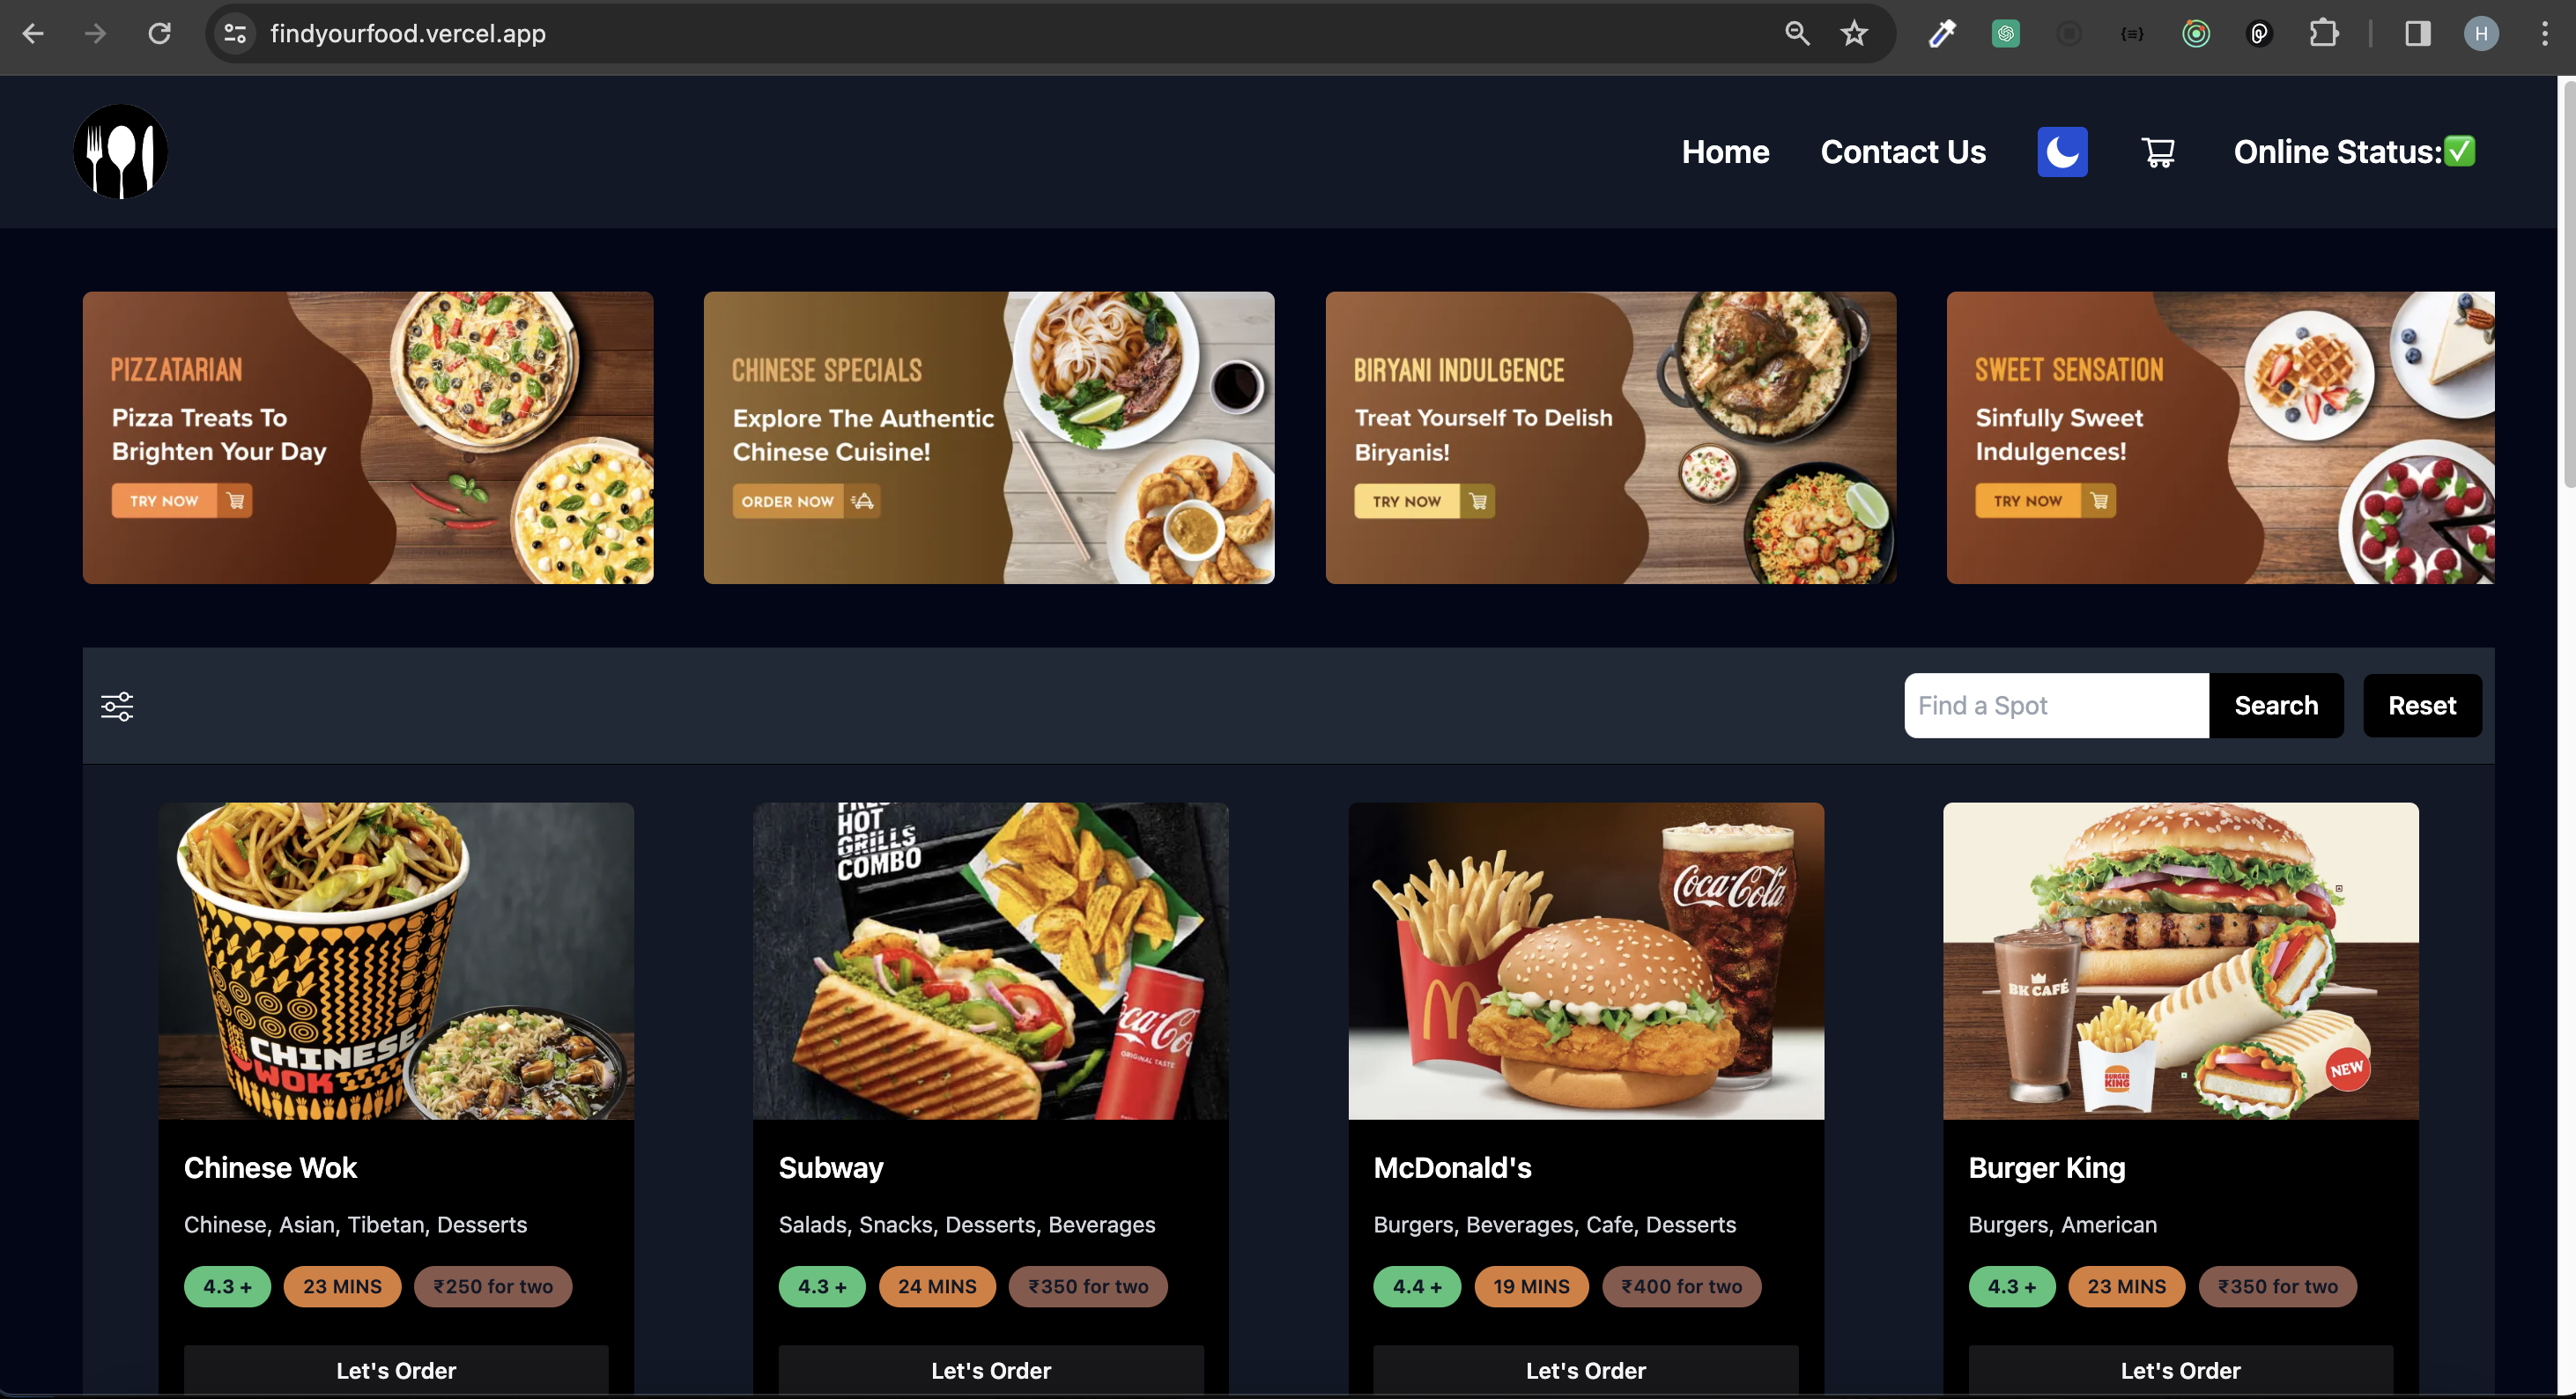 findyourfood.vercel.app
H
Home
Contact Us
Online Status:✅
PIZZATARIAN
Pizza Treats To
Brighten Your Day
TRY NOW
CHINESE SPECIALS
Explore The Authentic
Chinese Cuisine!
ORDER NOW
BIRYANI INDULGENCE
Treat Yourself To Delish
Biryanis!
TRY NOW
SWEET SENSATION
Sinfully Sweet
Indulgences!
TRY NOW
Find a Spot
Search
Reset
CHINESE
WOK
HOT
GRILLS
COMBO
ORIGINAL TASTE
Coca-Cola
BK CAFÉ
BURGER
KING
NEW
Chinese Wok
Chinese, Asian, Tibetan, Desserts
4.3 +
23 MINS
₹250 for two
Let's Order
Subway
Salads, Snacks, Desserts, Beverages
4.3 +
24 MINS
₹350 for two
Let's Order
McDonald's
Burgers, Beverages, Cafe, Desserts
4.4 +
19 MINS
₹400 for two
Let's Order
Burger King
Burgers, American
4.3 +
23 MINS
₹350 for two
Let's Order